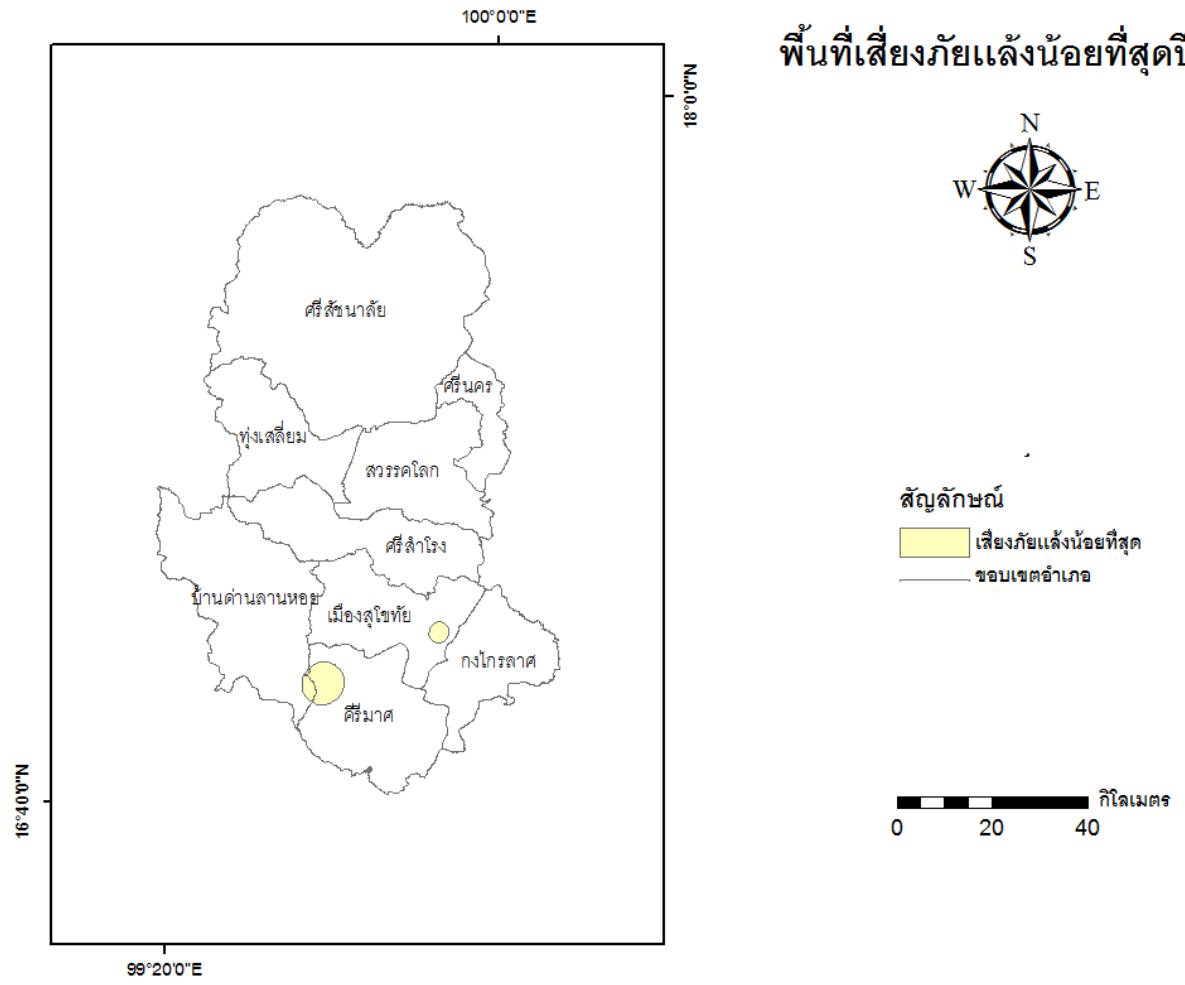 100°0'0"E
พื้นที่เสี่ยงภัยแล้งน้อยที่สุดปี
18°0'0"N
N
W E
S
ศรีสัชนาลัย
ศรีนคร
ทุ่งเสลี่ยม
สวรรคโลก
สัญลักษณ์
ศรีสำโรง
เสี่ยงภัยแล้งน้อยที่สุด
ขอบเขตอำเภอ
บ้านด่านลานหอย
เมืองสุโขทัย
กงไกรลาศ
คีรีมาศ
16°40'0"N
กิโลเมตร
0 20 40
99°20'0"E